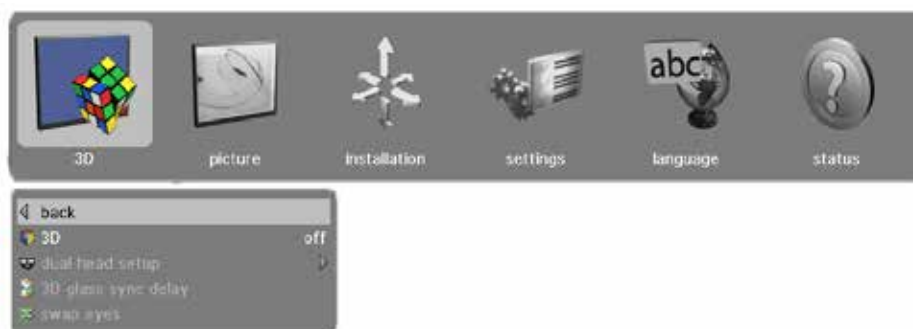 abc
3D picture installation settings language status
back
3D off
dual head setup
3D glass sync delay
swap eyes